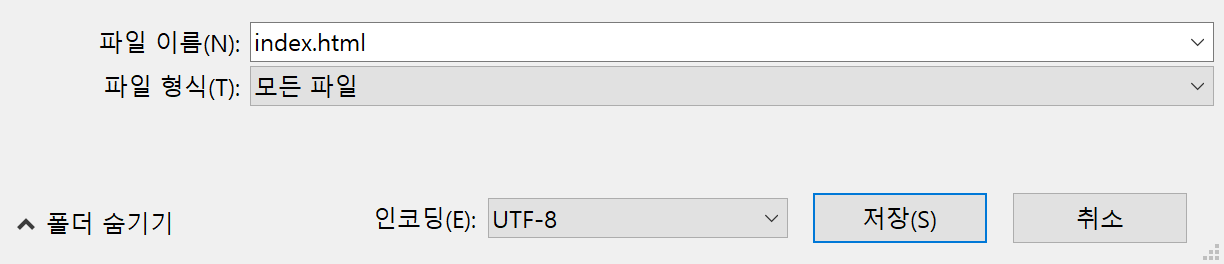 파일 이름(N): index.html
파일 형식(T): 모든 파일
폴더 숨기기 인코딩(E): UTF-8 저장(S) 취소